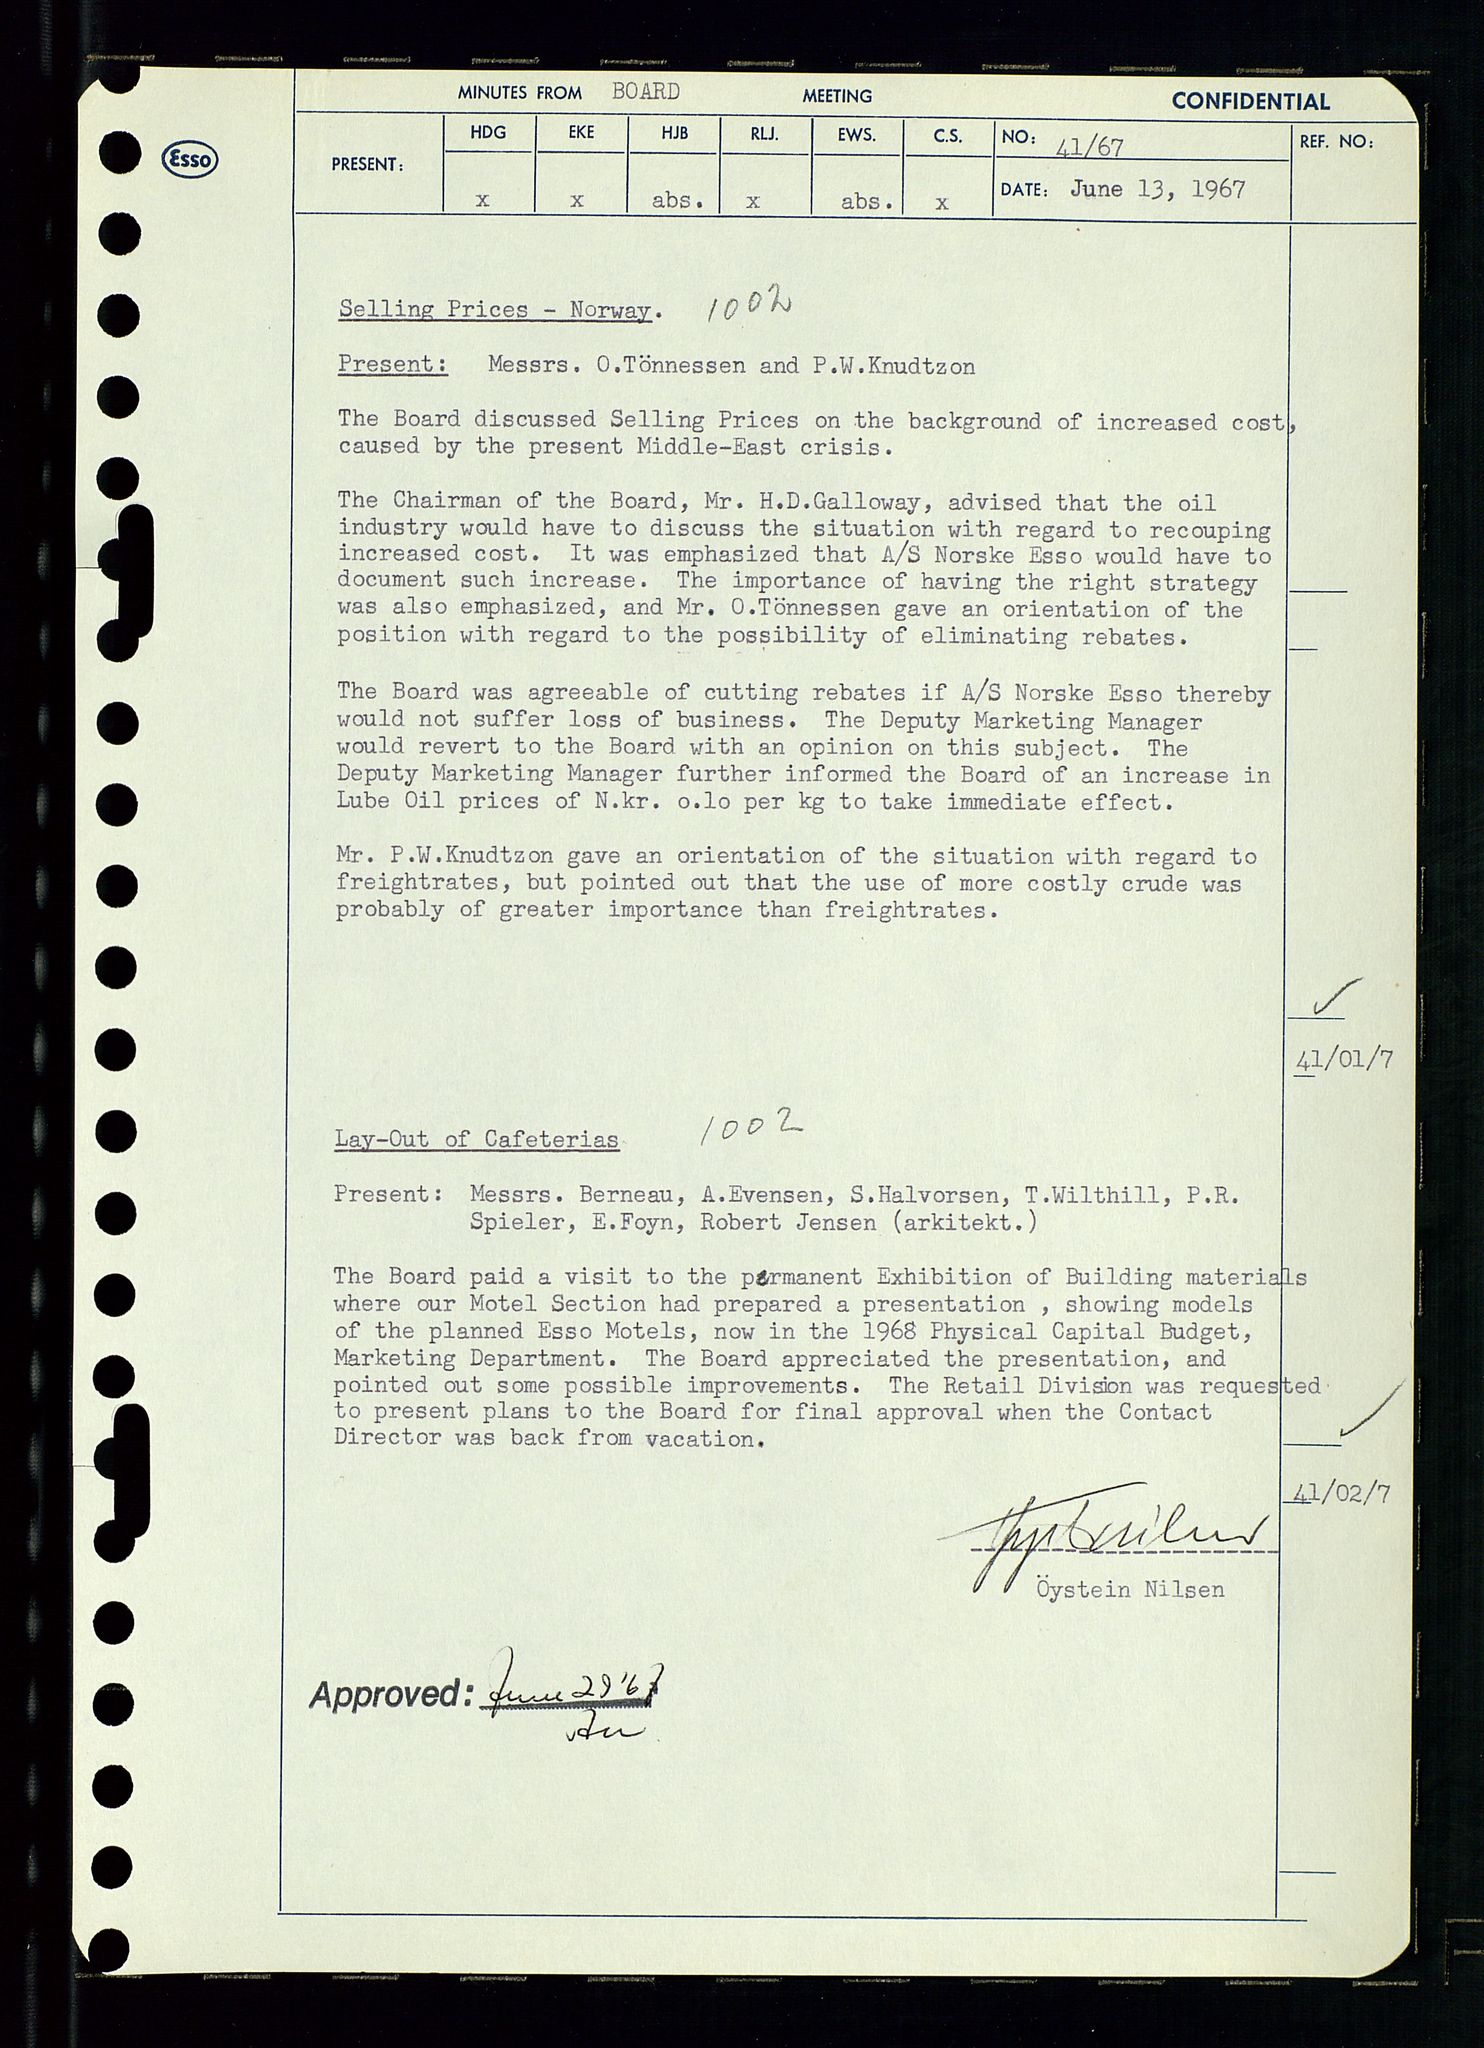 MINUTES FROM BOARD MEETING CONFIDENTIAL
Esso
PRESENT: HDG EKE HJB RLJ. EWS. C.S. NO: 41/67 REF. NO:
x x abs. x abs. x DATE: June 13, 1967
Selling Prices - Norway. 1002
Present: Messrs. O.Tönnessen and P.W.Knudtzon
The Board discussed Selling Prices on the background of increased cost,
caused by the present Middle-East crisis.
The Chairman of the Board, Mr. H.D.Galloway, advised that the oil
industry would have to discuss the situation with regard to recouping
increased cost. It was emphasized that A/S Norske Esso would have to
document such increase. The importance of having the right strategy
was also emphasized, and Mr. O.Tönnessen gave an orientation of the
position with regard to the possibility of eliminating rebates.
The Board was agreeable of cutting rebates if A/S Norske Esso thereby
would not suffer loss of business. The Deputy Marketing Manager
would revert to the Board with an opinion on this subject. The
Deputy Marketing Manager further informed the Board of an increase in
Lube Oil prices of N.kr. o.lo per kg to take immediate effect.
Mr. P.W.Knudtzon gave an orientation of the situation with regard to
freightrates, but pointed out that the use of more costly crude was
probably of greater importance than freightrates.
41/01/7
Lay-Out of Cafeterias 1002
Present: Messrs. Berneau, A.Evensen, S.Halvorsen, T.Wilthill, P.R.
Spieler, E.Foyn, Robert Jensen (arkitekt.)
The Board paid a visit to the permanent Exhibition of Building materials
where our Motel Section had prepared a presentation , showing models
of the planned Esso Motels, now in the 1968 Physical Capital Budget,
Marketing Department. The Board appreciated the presentation, and
pointed out some possible improvements. The Retail Division was requested
to present plans to the Board for final approval when the Contact
Director was back from vacation.
41/02/7
Öystein Nilsen
Approved: June 29'67